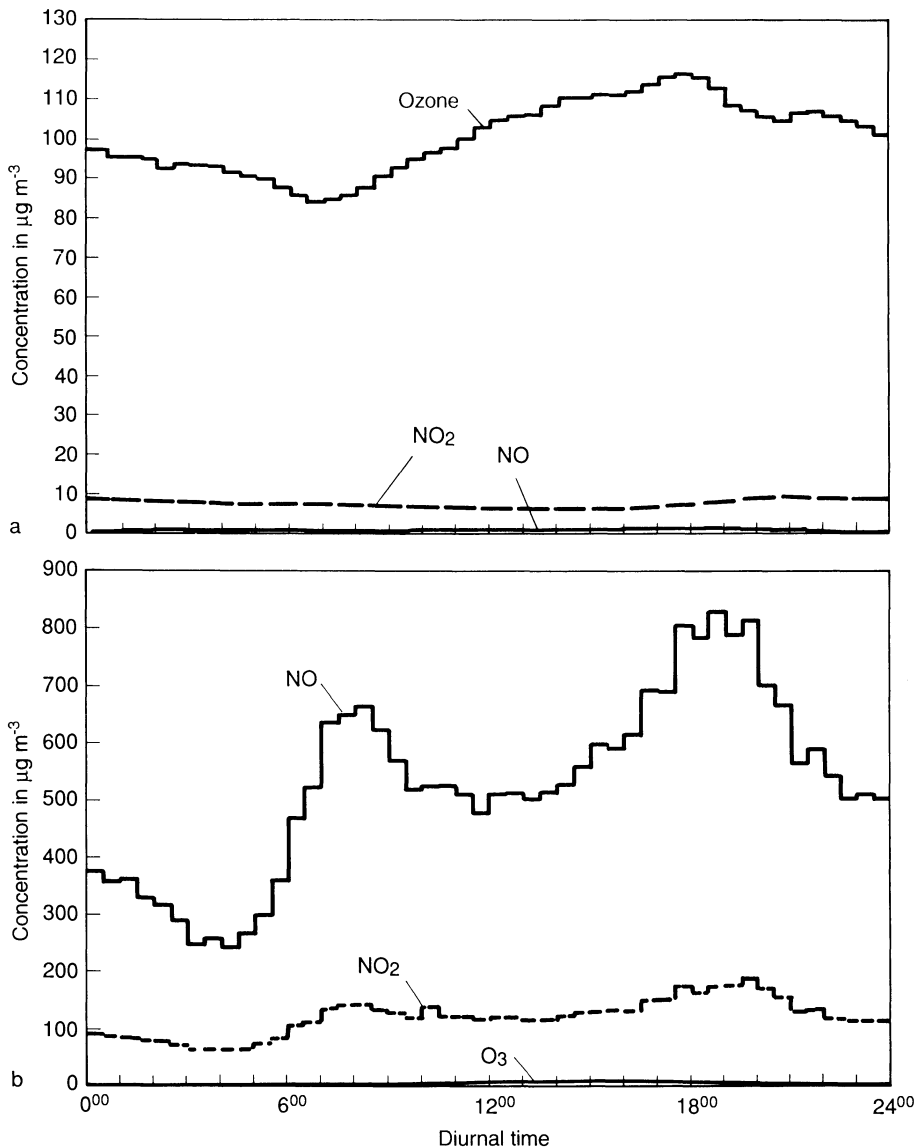 130
120
110
100
90
80
70
60
50
40
30
20
10
0
Concentration in µg m-3
Ozone
NO2
NO
a
900
800
700
600
500
400
300
200
100
0
Concentration in µg m-3
NO
NO2
O3
b
000 600 1200 1800 2400
Diurnal time